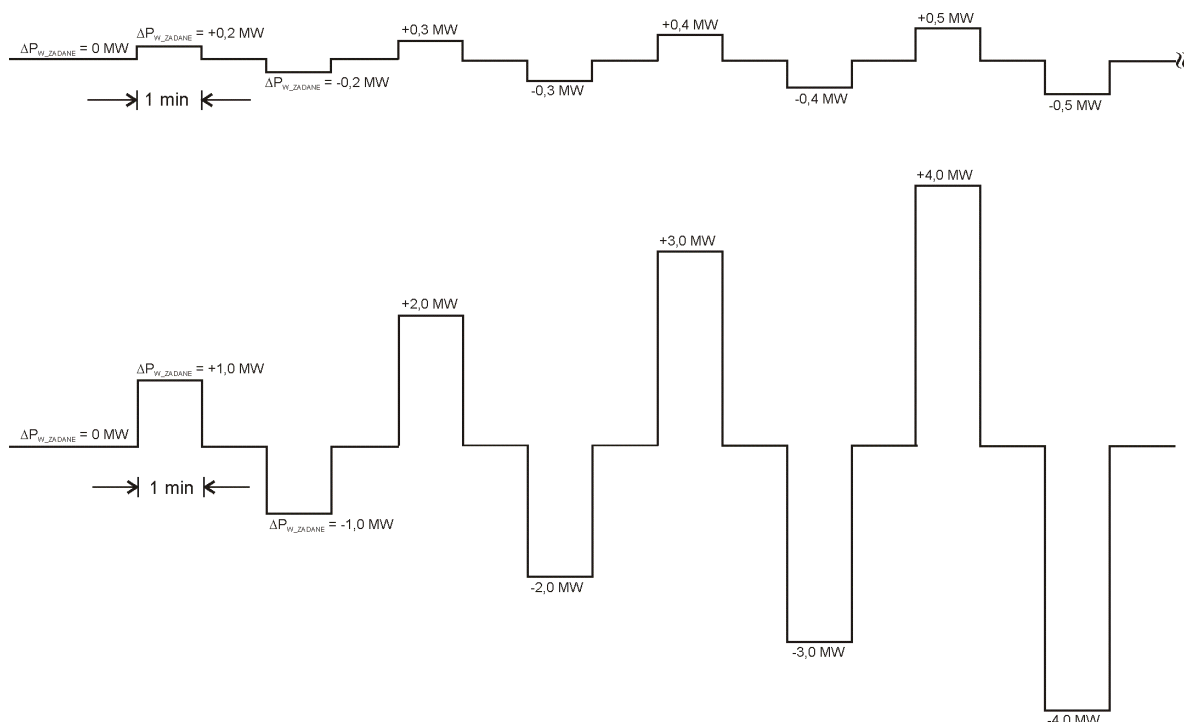 ΔP_W_ZADANE = 0 MW
ΔP_W_ZADANE = +0,2 MW
ΔP_W_ZADANE = -0,2 MW
+0,3 MW
-0,3 MW
+0,4 MW
-0,4 MW
+0,5 MW
-0,5 MW
1 min
ΔP_W_ZADANE = 0 MW
ΔP_W_ZADANE = +1,0 MW
ΔP_W_ZADANE = -1,0 MW
+2,0 MW
-2,0 MW
+3,0 MW
-3,0 MW
+4,0 MW
-4,0 MW
1 min